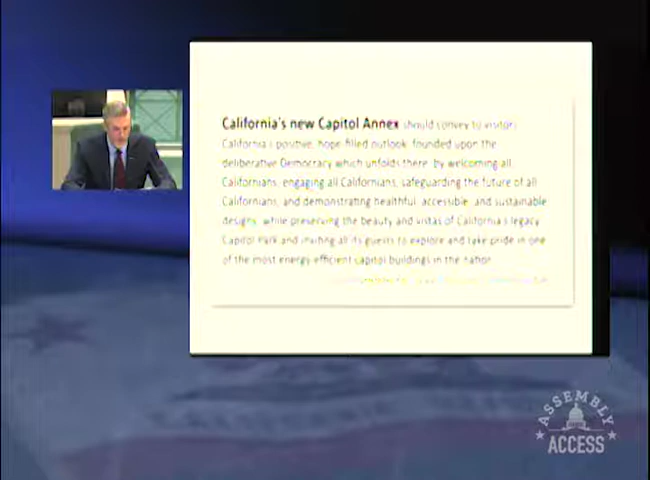 California's new Capitol Annex should convey to visitors
California's positive, hope filled outlook founded upon the
deliberative Democracy which unfolds there, by welcoming all
Californians, engaging all Californians, safeguarding the future of all
Californians, and demonstrating healthful, accessible, and sustainable
designs, while preserving the beauty and vistas of California's legacy
Capitol Park and inviting all its guests to explore and take pride in one
of the most energy-efficient capitol buildings in the nation
ASSEMBLY
ACCESS